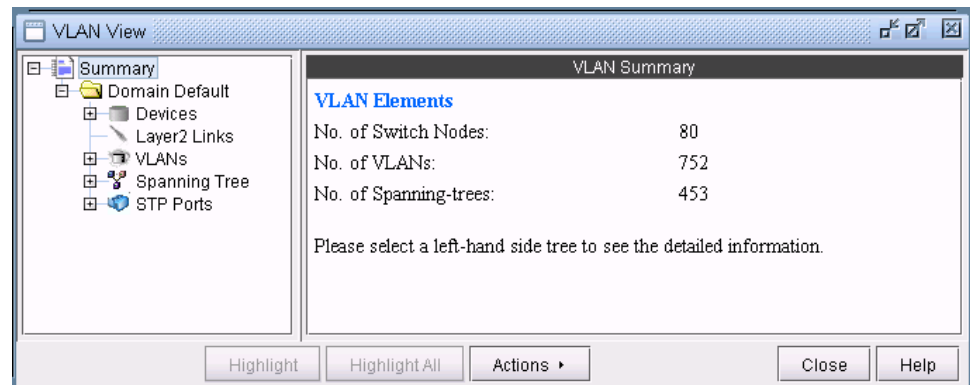 VLAN View
Summary
Domain Default
Devices
Layer2 Links
VLANs
Spanning Tree
STP Ports
VLAN Summary
VLAN Elements
No. of Switch Nodes: 80
No. of VLANs: 752
No. of Spanning-trees: 453
Please select a left-hand side tree to see the detailed information.
Highlight Highlight All Actions Close Help